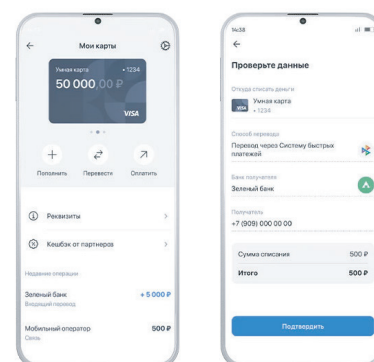 Мои карты
Умная карта
• 1234
50 000,00 ₽
VISA
Пополнить
Перевести
Оплатить
Реквизиты
Кешбэк от партнеров
Недавние операции
Зеленый банк
+ 5 000 ₽
Входящий перевод
Мобильный оператор
500 ₽
Связь
14:38
Проверьте данные
Откуда списать деньги
Умная карта
• 1234
Способ перевода
Перевод через Систему быстрых
платежей
Банк получателя
Зеленый банк
Получатель
+7 (909) 000 00 00
Сумма списания
500 ₽
Итого
500 ₽
Подтвердить